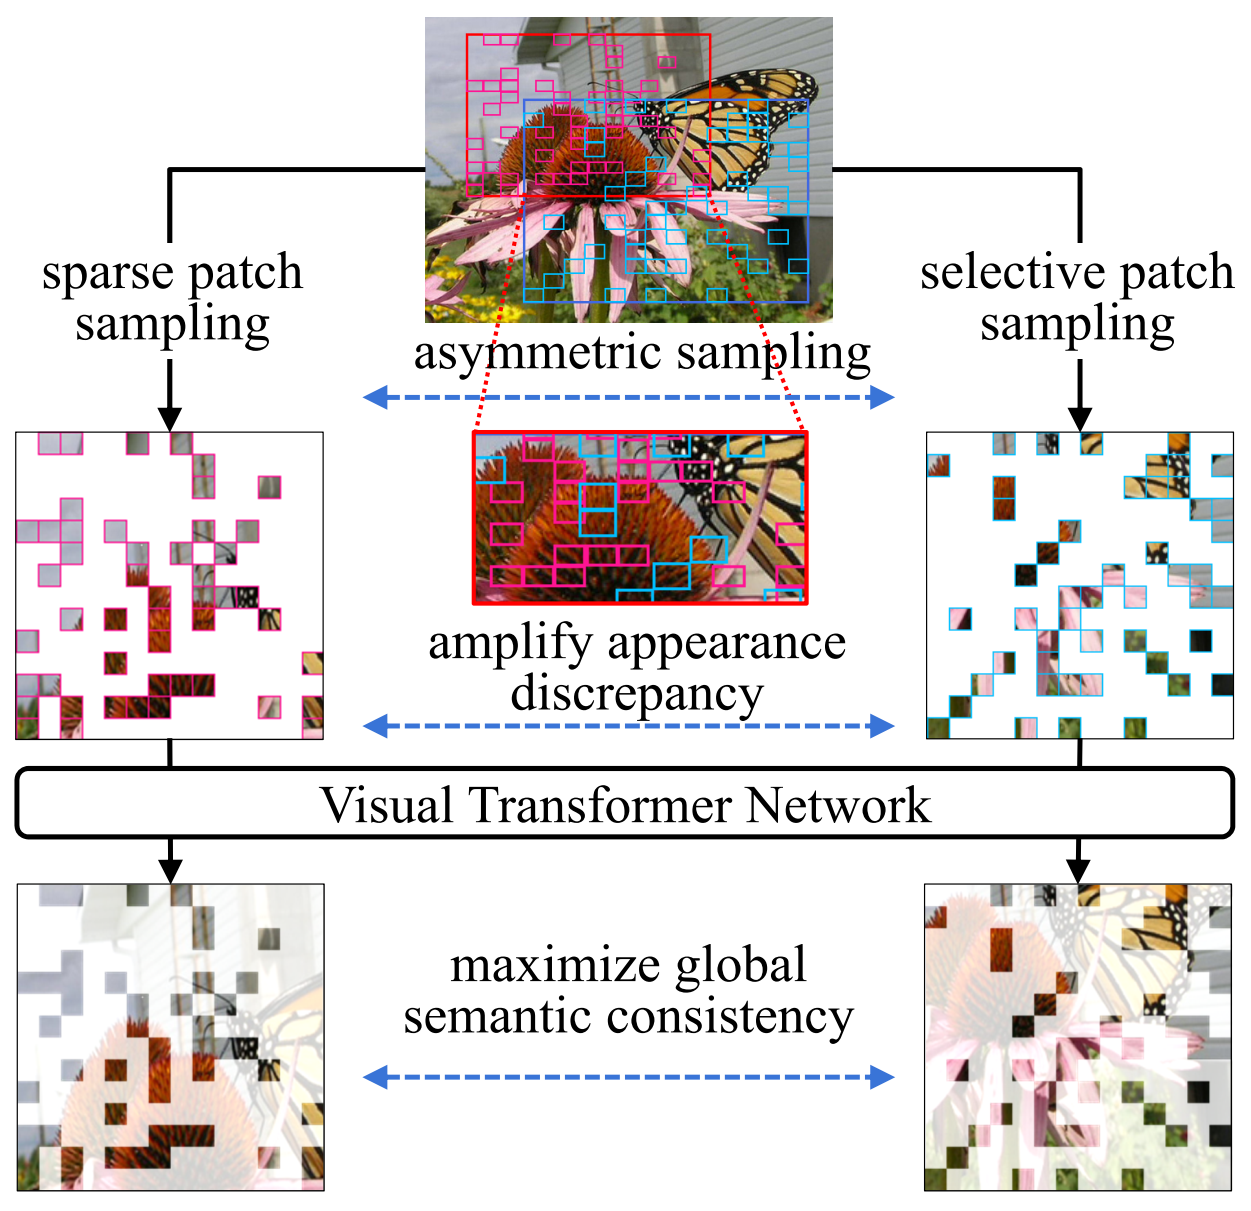 sparse patch
sampling
selective patch
sampling
asymmetric sampling
amplify appearance
discrepancy
Visual Transformer Network
maximize global
semantic consistency